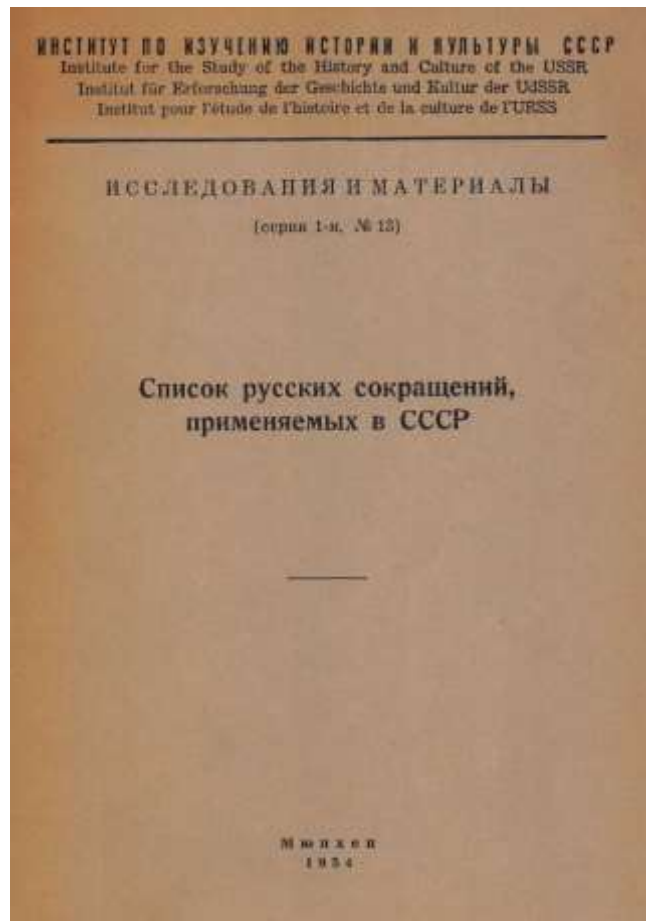 ИНСТИТУТ ПО ИЗУЧЕНИЮ ИСТОРИИ И КУЛЬТУРЫ СССР
Institute for the Study of the History and Culture of the USSR
Institut für Erforschung der Geschichte und Kultur der UdSSR
Institut pour l'étude de l'histoire et de la culture de l'URSS
ИССЛЕДОВАНИЯ И МАТЕРИАЛЫ
(серия 1-я, № 13)
Список русских сокращений,
применяемых в СССР
Мюнхен
1954